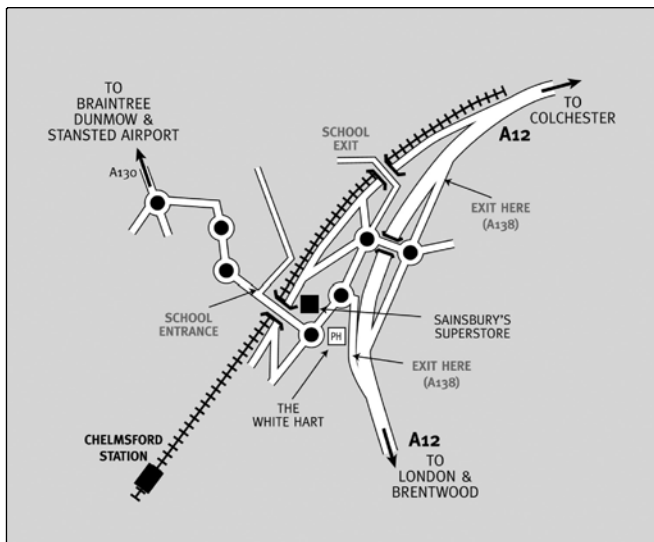 TO
BRAINTREE
DUNMOW &
STANSTED AIRPORT
A130
SCHOOL
EXIT
TO
COLCHESTER
A12
EXIT HERE
(A138)
SCHOOL
ENTRANCE
SAINSBURY'S
SUPERSTORE
PH
EXIT HERE
(A138)
THE
WHITE HART
CHELMSFORD
STATION
A12
TO
LONDON &
BRENTWOOD